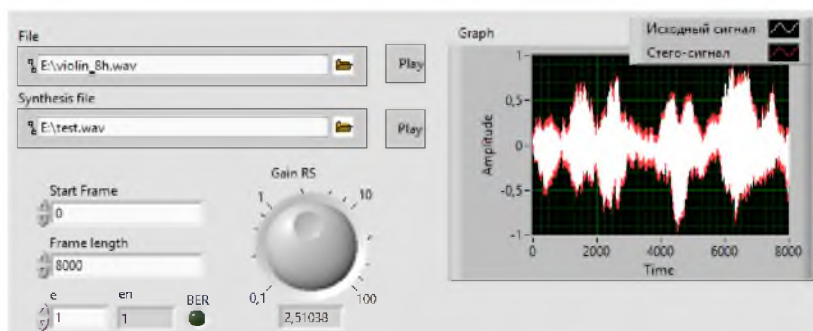 File
E:\violin_8h.wav
Play
Synthesis file
E:\test.wav
Play
Start Frame
0
Frame length
8000
e
1
en
1
BER
Gain RS
1
10
0,1
100
2,51038
Graph
Исходный сигнал
Стего-сигнал
Amplitude
1
0,5
0
-0,5
-1
0
2000
4000
6000
8000
Time